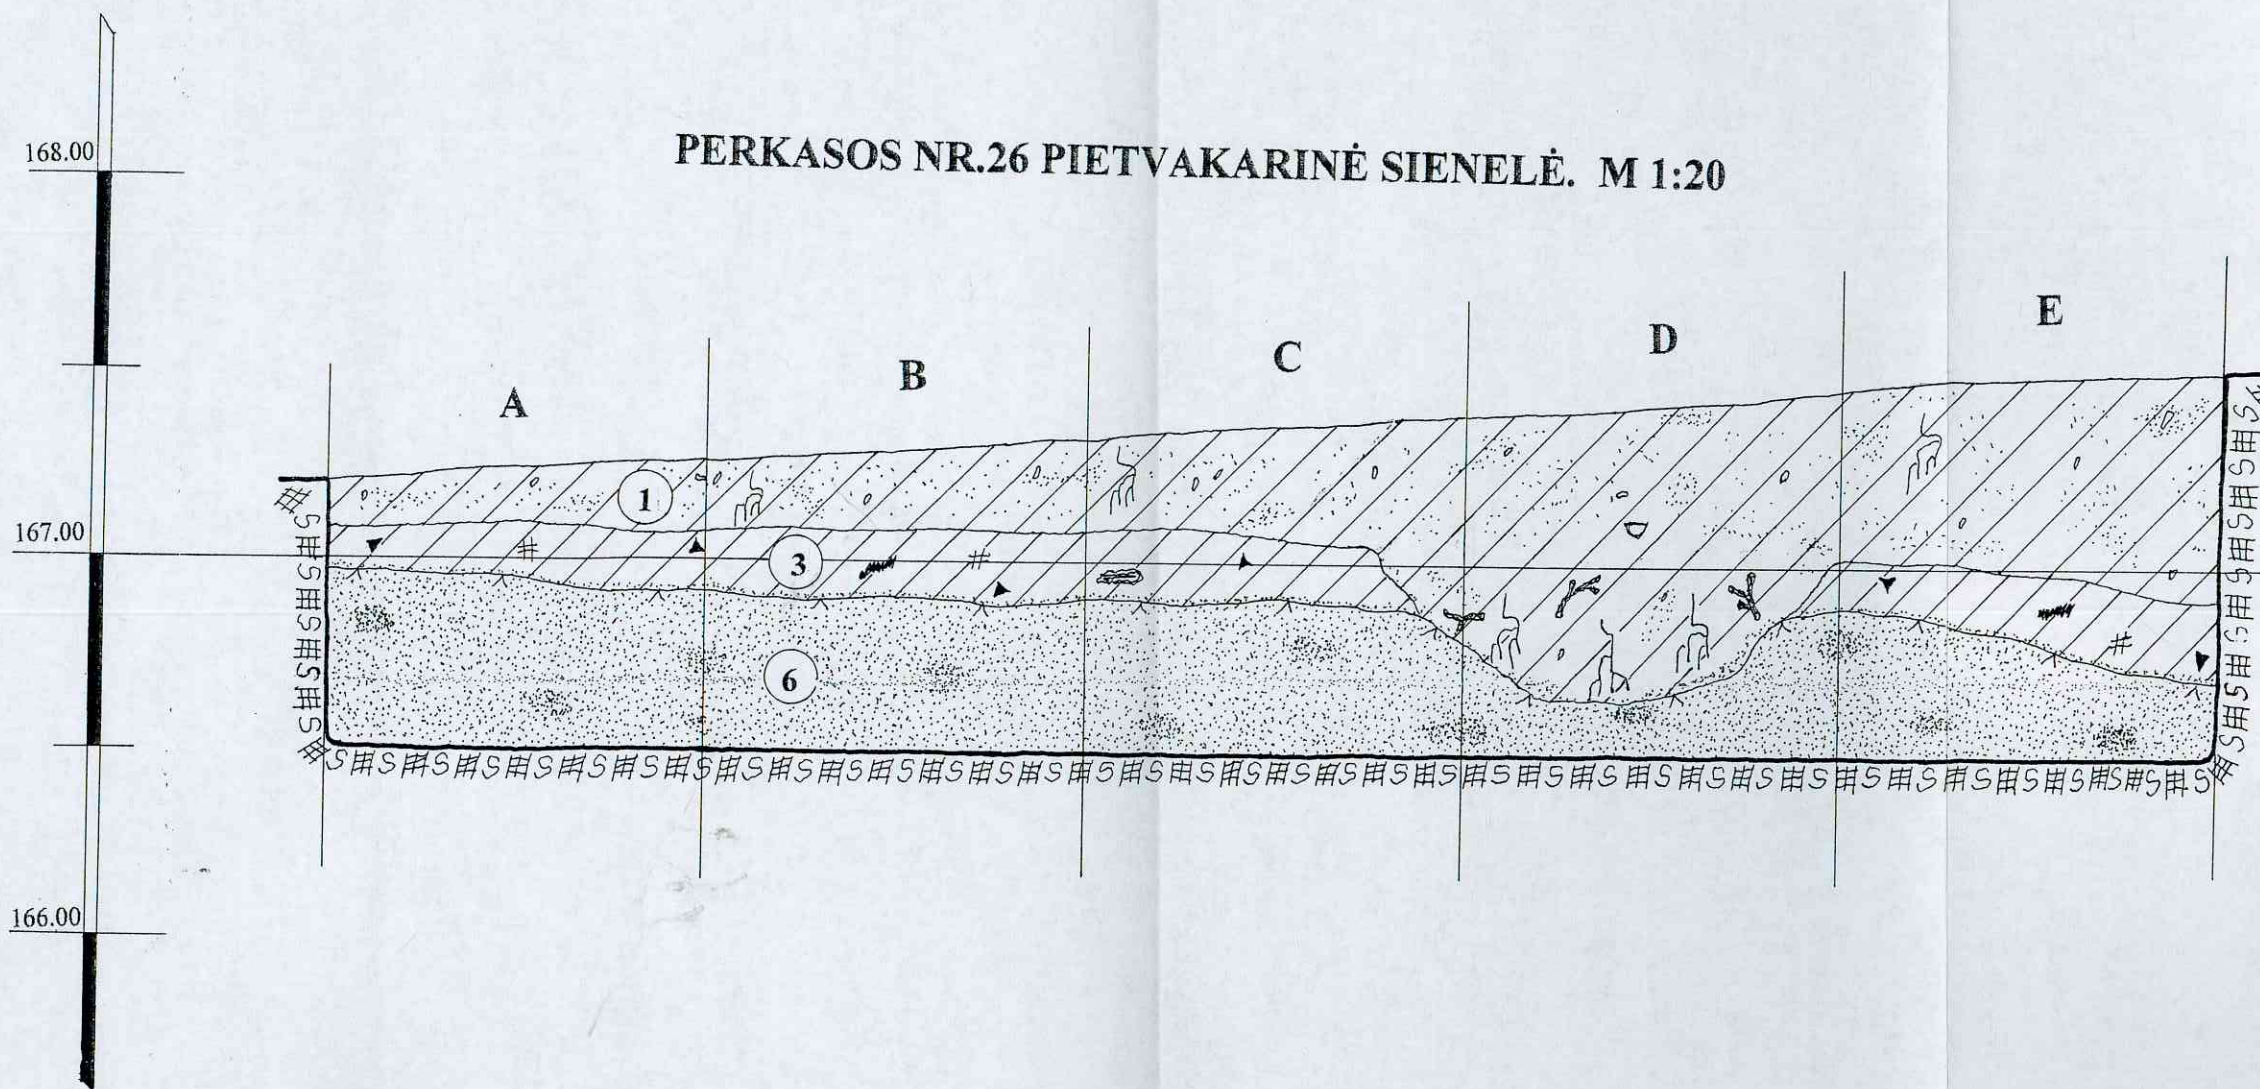 PERKASOS NR.26 PIETVAKARINĖ SIENELĖ. M 1:20
168.00
A
B
C
D
E
1
167.00
3
6
166.00